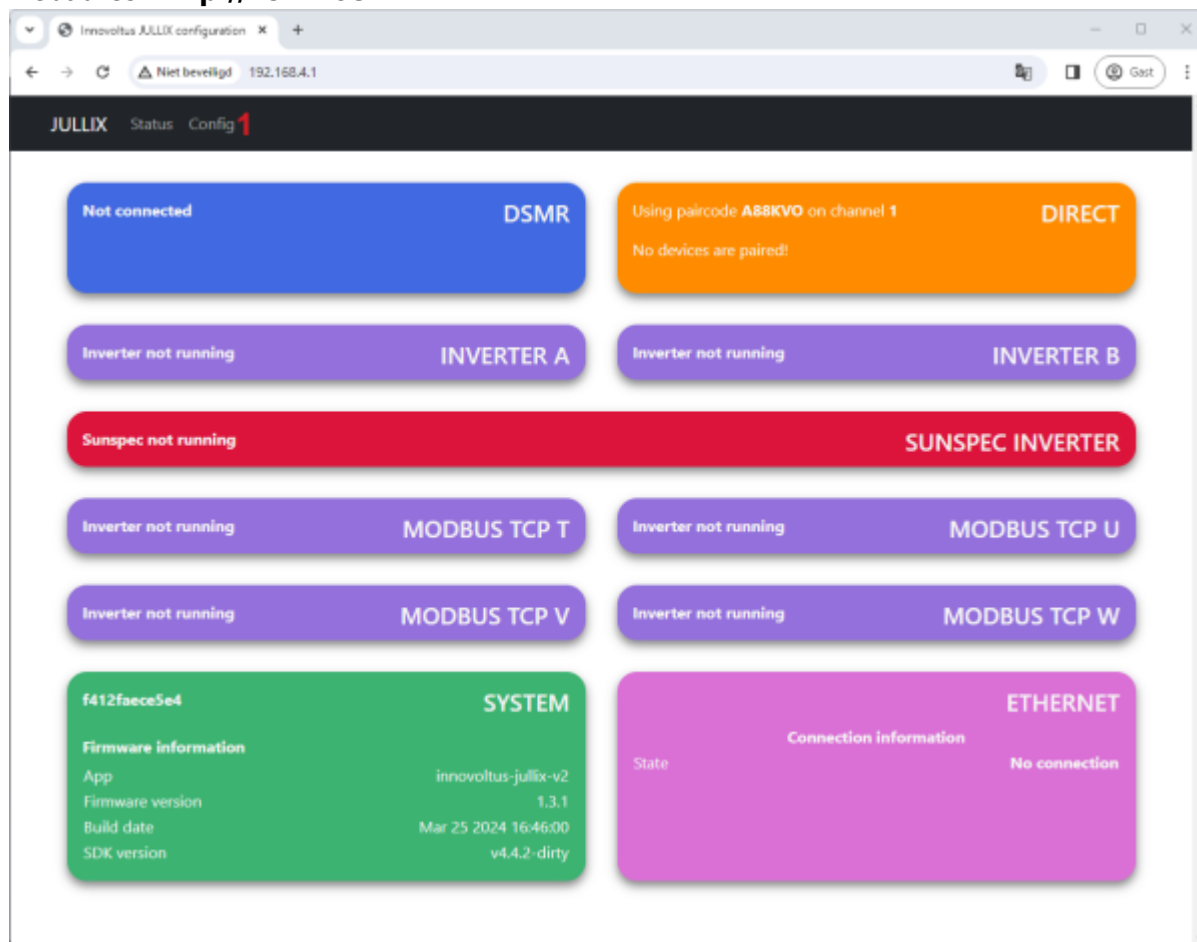 Innovoltus JULLIX configuration
Niet beveiligd 192.168.4.1
Gast
JULLIX Status Config 1
Not connected DSMR
Using paircode A88KVO on channel 1 DIRECT
No devices are paired!
Inverter not running INVERTER A
Inverter not running INVERTER B
Sunspec not running SUNSPEC INVERTER
Inverter not running MODBUS TCP T
Inverter not running MODBUS TCP U
Inverter not running MODBUS TCP V
Inverter not running MODBUS TCP W
f412faece5e4 SYSTEM
Firmware information
App innovoltus-jullix-v2
Firmware version 1.3.1
Build date Mar 25 2024 16:46:00
SDK version v4.4.2-dirty
ETHERNET
Connection information
State No connection